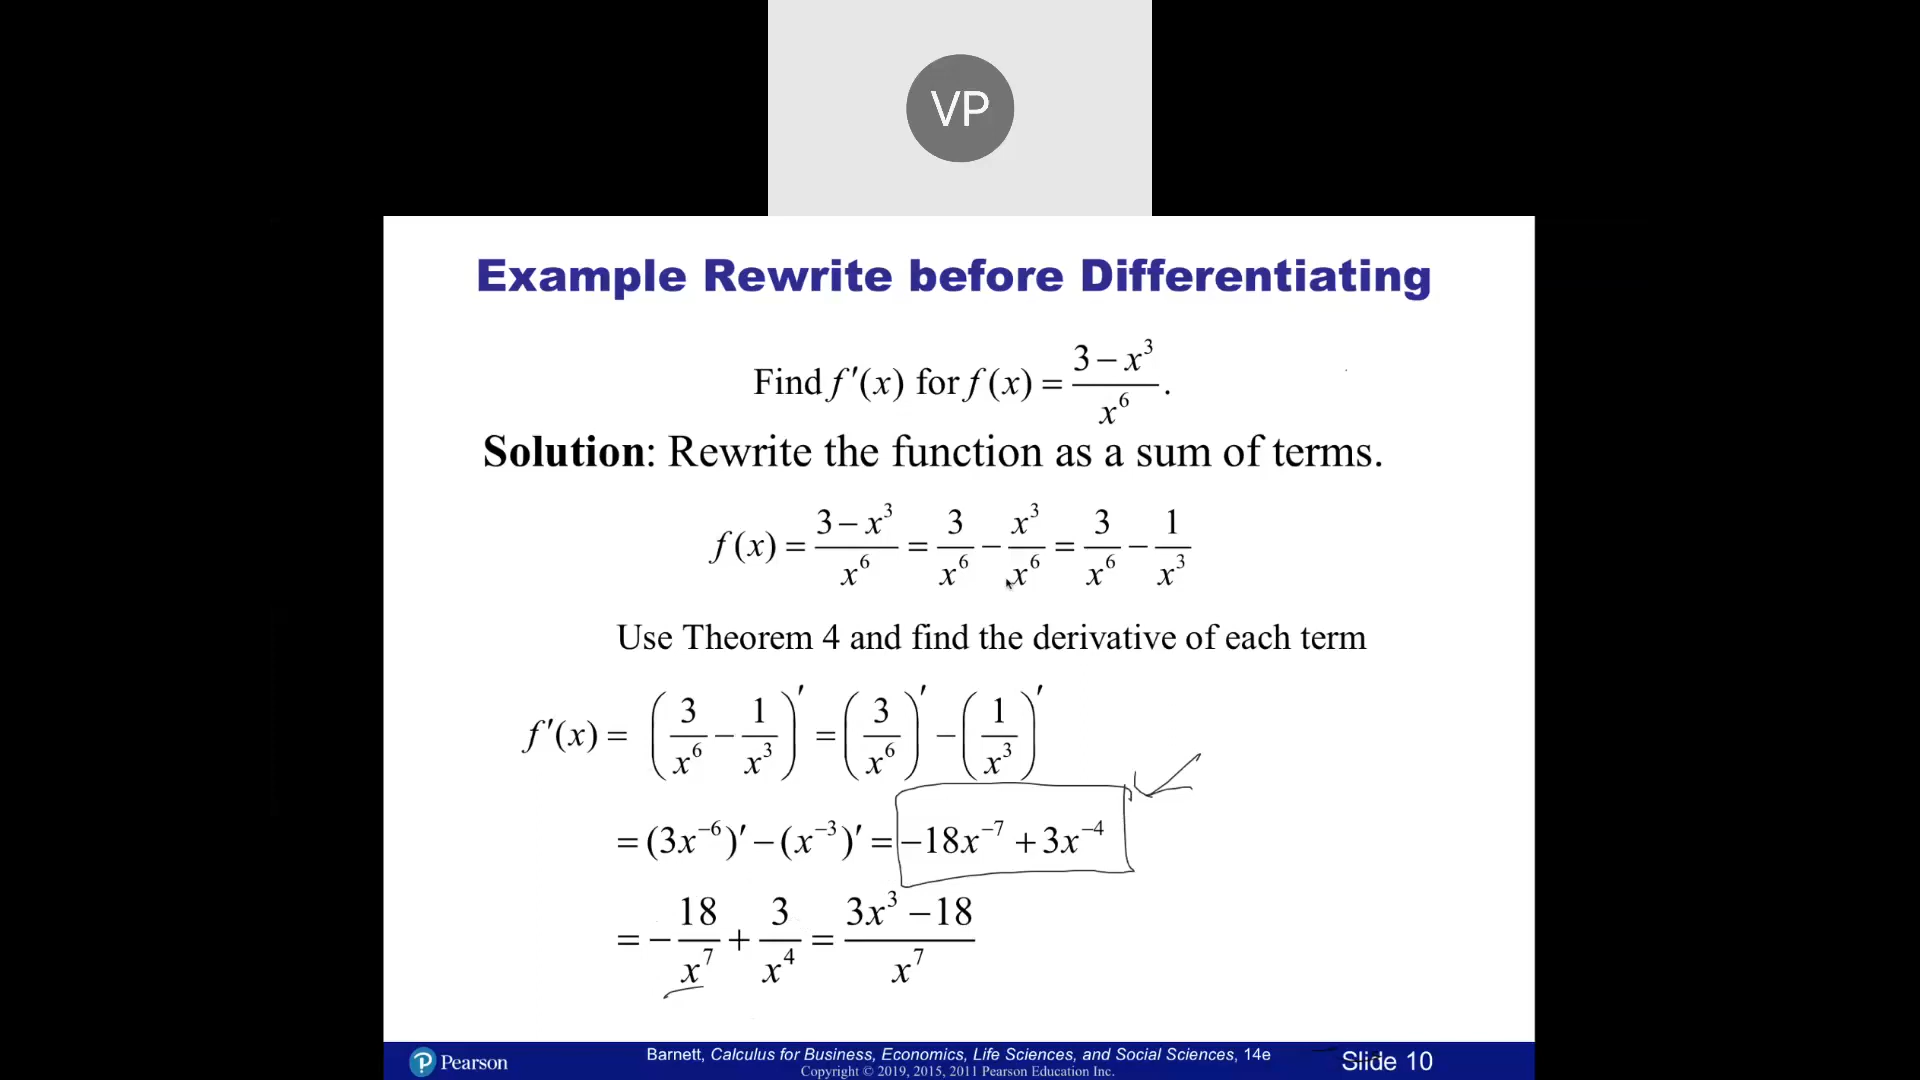 VP
Example Rewrite before Differentiating
Find f ′(x) for f (x) = (3 − x³)/x⁶.
Solution: Rewrite the function as a sum of terms.
f (x) = (3 − x³)/x⁶ = 3/x⁶ − x³/x⁶ = 3/x⁶ − 1/x³
Use Theorem 4 and find the derivative of each term
f ′(x) = (3/x⁶ − 1/x³)′ = (3/x⁶)′ − (1/x³)′
= (3x⁻⁶)′ − (x⁻³)′ = −18x⁻⁷ + 3x⁻⁴
= − 18/x⁷ + 3/x⁴ = (3x³ − 18)/x⁷
Pearson
Barnett, Calculus for Business, Economics, Life Sciences, and Social Sciences, 14e
Copyright © 2019, 2015, 2011 Pearson Education Inc.
Slide 10